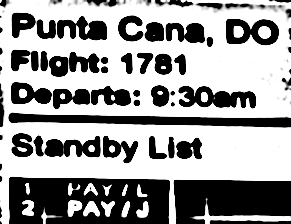 Punta Cana, DO
Flight: 1781
Departs: 9:30am
Standby List
1 PAY/L
2 PAY/J